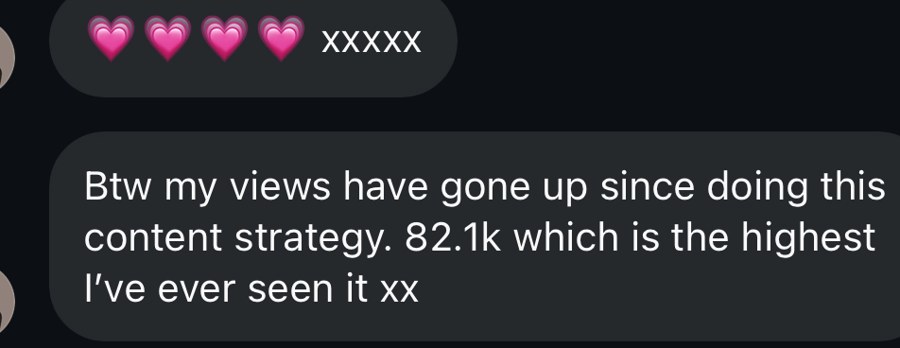 💗💗💗💗 xxxxx
Btw my views have gone up since doing this
content strategy. 82.1k which is the highest
I’ve ever seen it xx